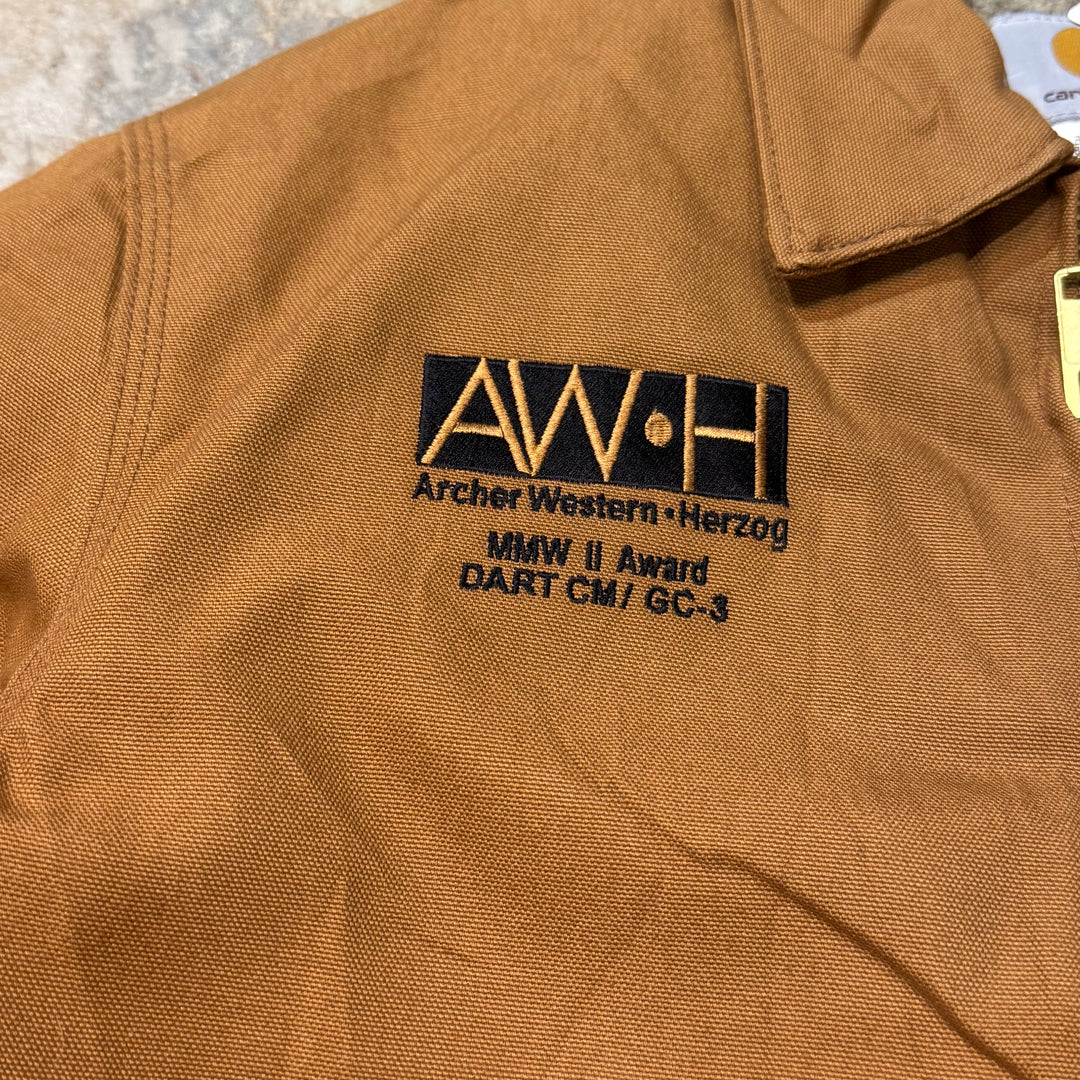 AW·H
Archer Western·Herzog
MMW II Award
DART CM/ GC-3